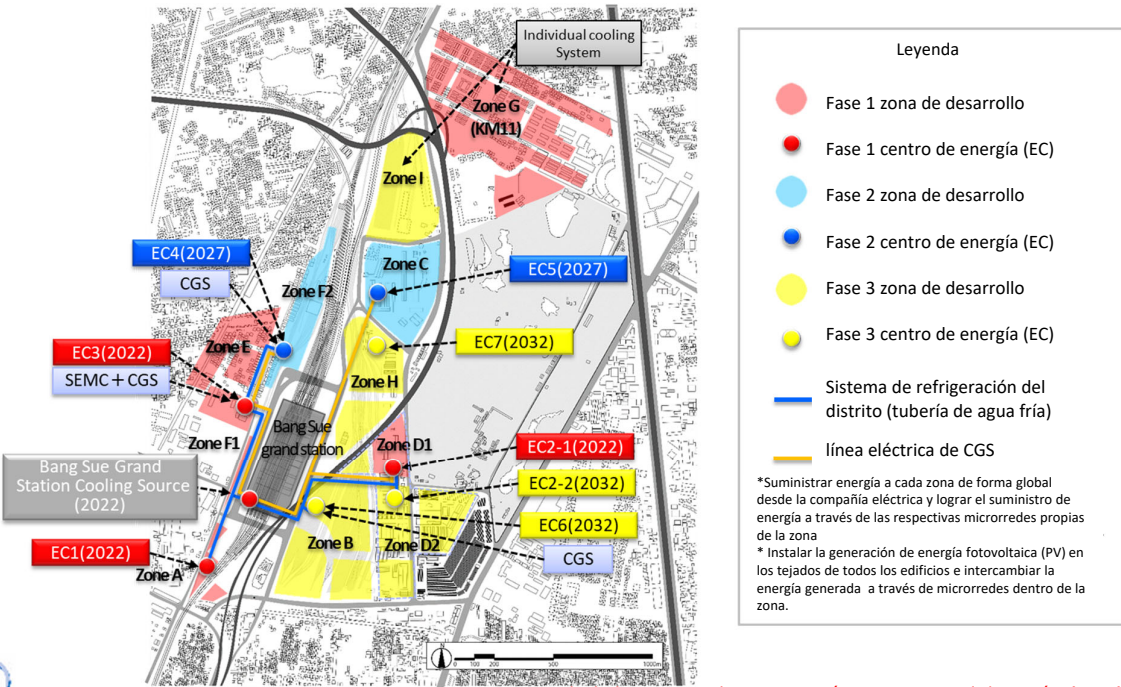 Individual cooling
System
Zone G
(KM11)
Zone I
EC4(2027)
CGS
Zone C
EC5(2027)
Zone F2
EC3(2022)
SEMC + CGS
Zone E
EC7(2032)
Zone H
Zone F1
Bang Sue
grand station
Zone D1
EC2-1(2022)
Bang Sue Grand
Station Cooling Source
(2022)
EC2-2(2032)
EC6(2032)
CGS
Zone B
Zone D2
EC1(2022)
Zone A
0 100 200 500 1000m
Leyenda
Fase 1 zona de desarrollo
Fase 1 centro de energía (EC)
Fase 2 zona de desarrollo
Fase 2 centro de energía (EC)
Fase 3 zona de desarrollo
Fase 3 centro de energía (EC)
Sistema de refrigeración del
distrito (tubería de agua fría)
línea eléctrica de CGS
*Suministrar energía a cada zona de forma global
desde la compañía eléctrica y lograr el suministro de
energía a través de las respectivas microrredes propias
de la zona
* Instalar la generación de energía fotovoltaica (PV) en
los tejados de todos los edificios e intercambiar la
energía generada a través de microrredes dentro de la
zona.